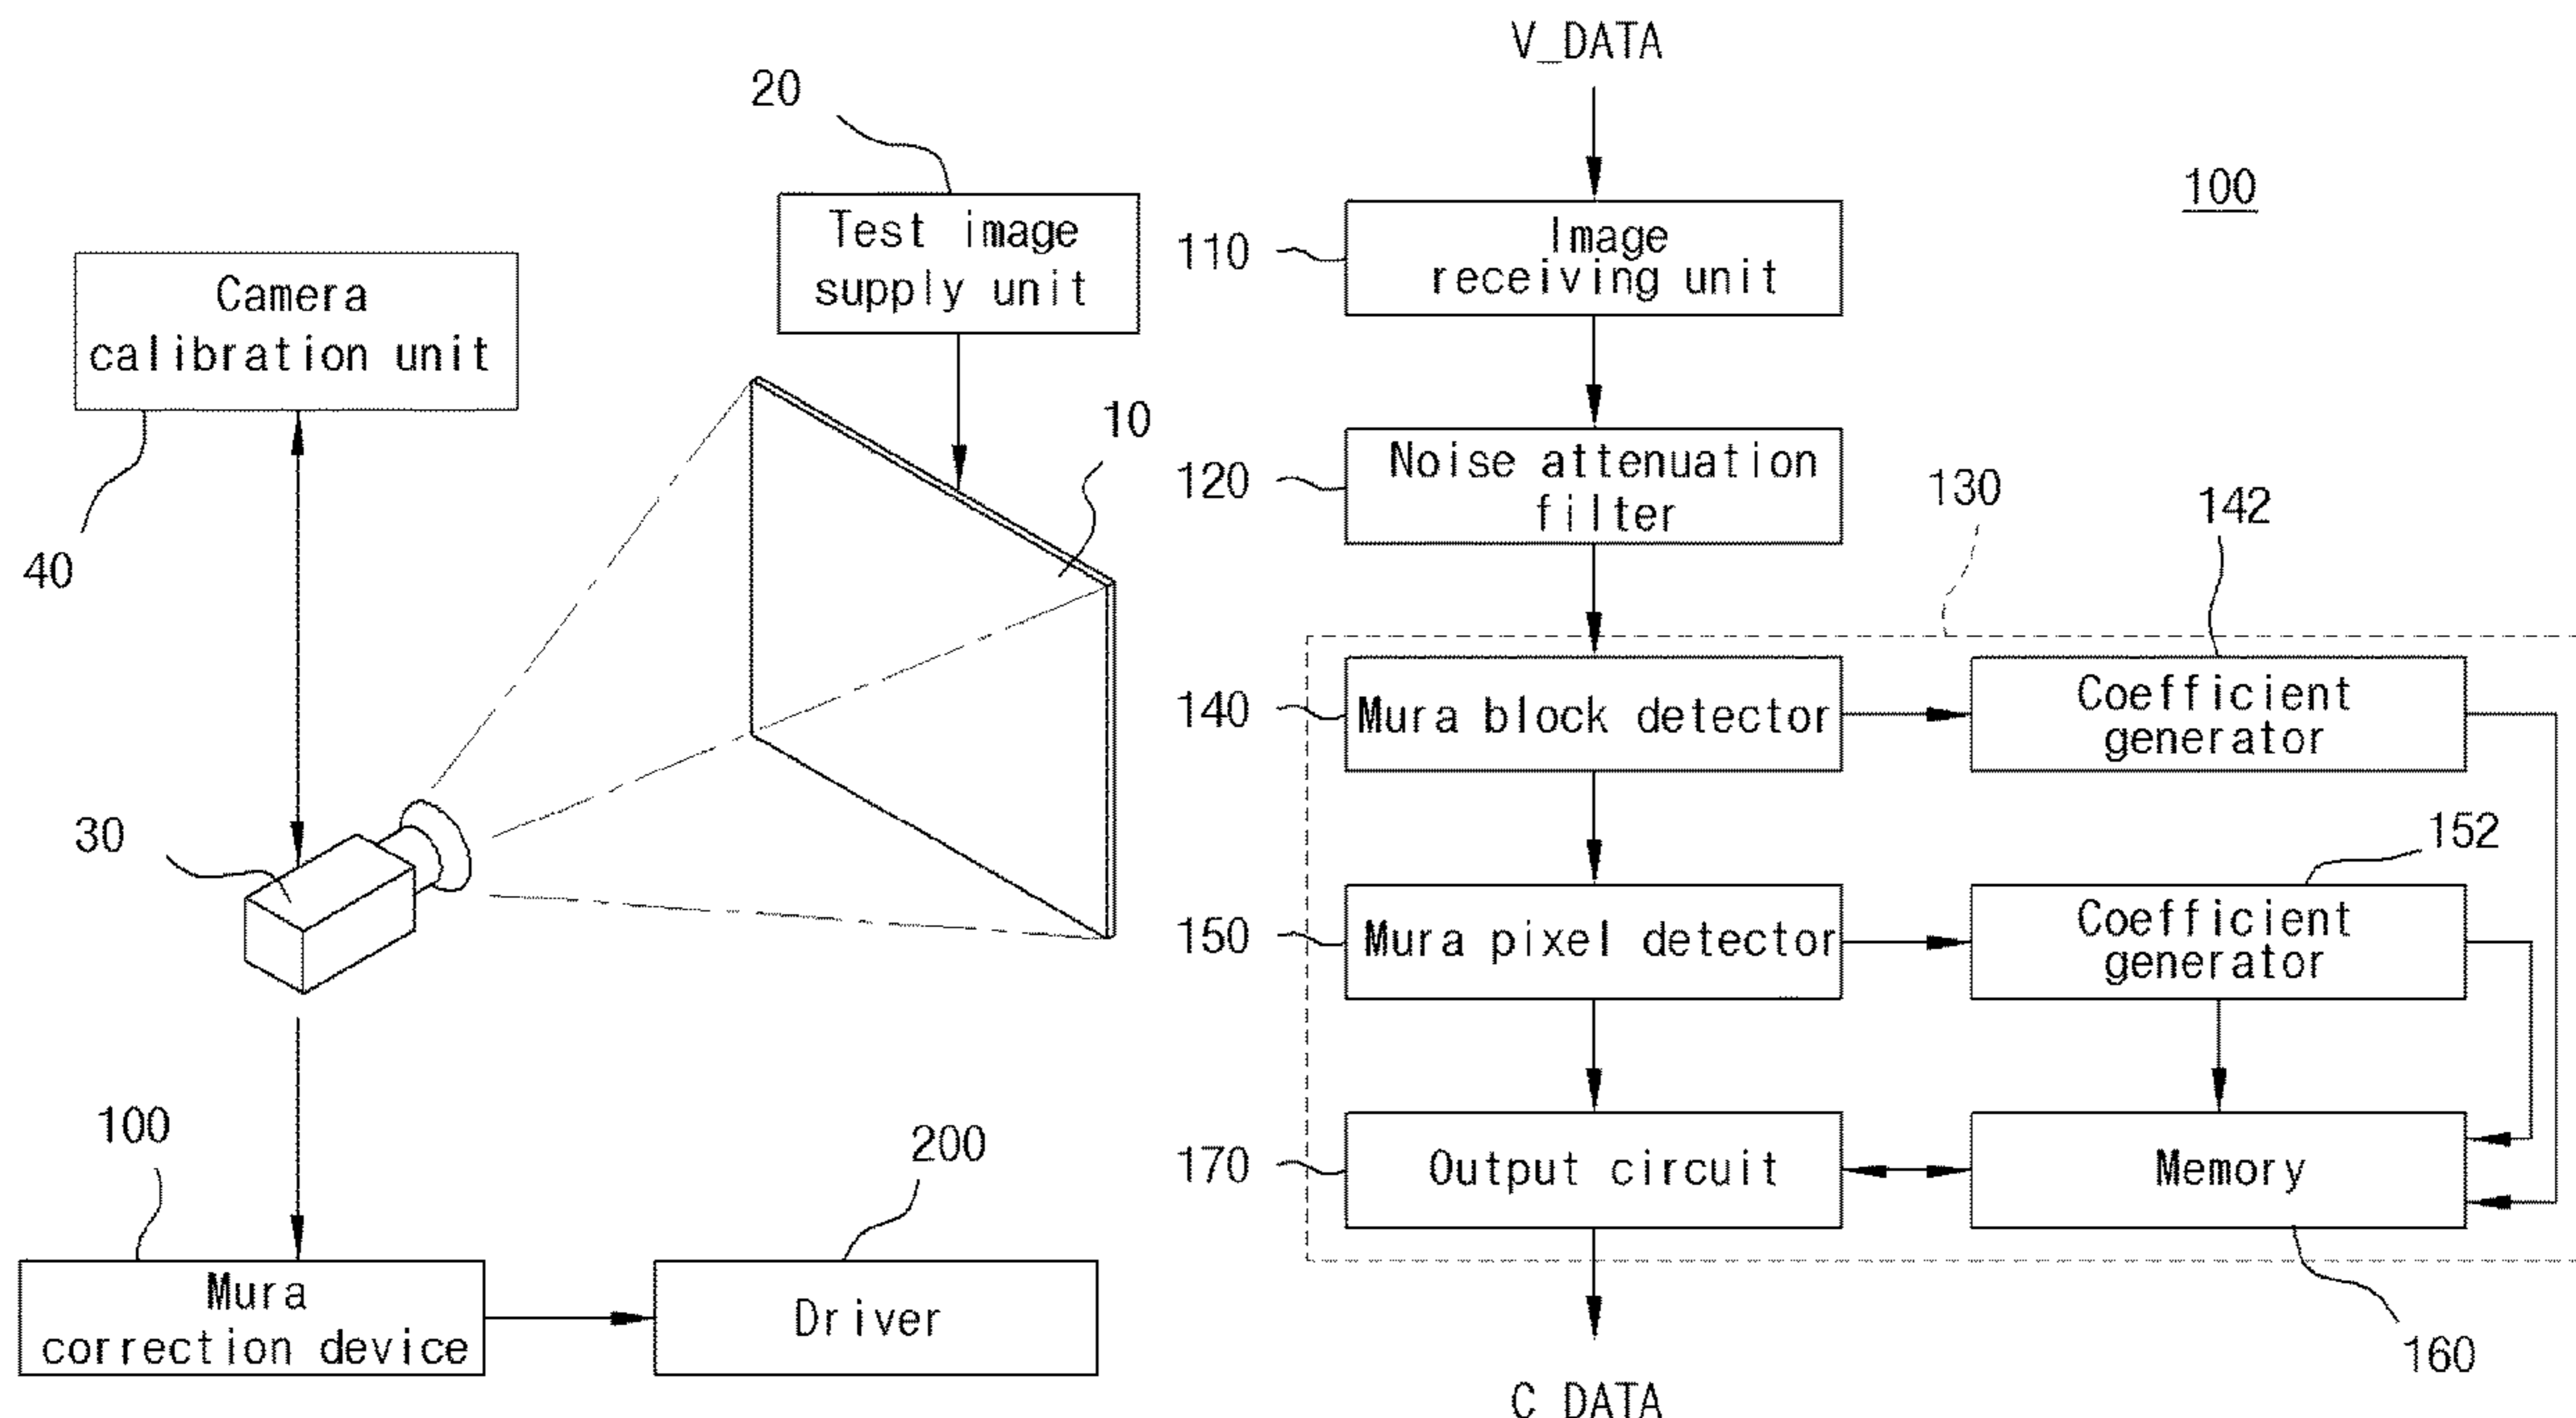 20
Test image
supply unit
Camera
calibration unit
10
40
30
100
Mura
correction device
200
Driver
V_DATA
100
110
Image
receiving unit
120
Noise attenuation
filter
130
142
140
Mura block detector
Coefficient
generator
152
150
Mura pixel detector
Coefficient
generator
170
Output circuit
Memory
160
C_DATA